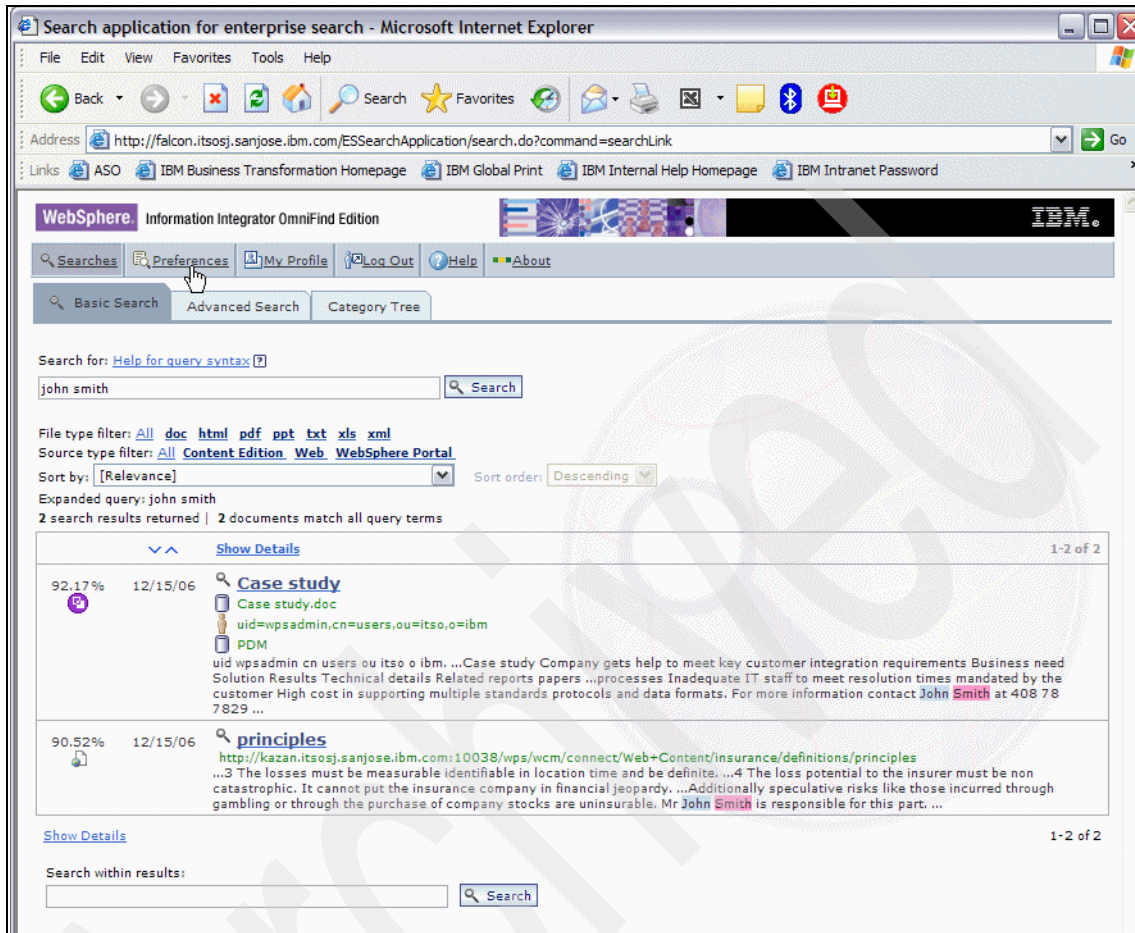 Search application for enterprise search - Microsoft Internet Explorer
File Edit View Favorites Tools Help
Back Search Favorites
Address http://falcon.itsosj.sanjose.ibm.com/ESSearchApplication/search.do?command=searchLink Go
Links ASO IBM Business Transformation Homepage IBM Global Print IBM Internal Help Homepage IBM Intranet Password »
WebSphere. Information Integrator OmniFind Edition IBM.
Searches Preferences My Profile Log Out Help About
Basic Search Advanced Search Category Tree
Search for: Help for query syntax ?
john smith Search
File type filter: All doc html pdf ppt txt xls xml
Source type filter: All Content Edition Web WebSphere Portal
Sort by: [Relevance] Sort order: Descending
Expanded query: john smith
2 search results returned | 2 documents match all query terms
Show Details 1-2 of 2
92.17% 12/15/06 Case study
Case study.doc
uid=wpsadmin,cn=users,ou=itso,o=ibm
PDM
uid wpsadmin cn users ou itso o ibm. ...Case study Company gets help to meet key customer integration requirements Business need
Solution Results Technical details Related reports papers ...processes Inadequate IT staff to meet resolution times mandated by the
customer High cost in supporting multiple standards protocols and data formats. For more information contact John Smith at 408 78
7829 ...
90.52% 12/15/06 principles
http://kazan.itsosj.sanjose.ibm.com:10038/wps/wcm/connect/Web+Content/insurance/definitions/principles
...3 The losses must be measurable identifiable in location time and be definite. ...4 The loss potential to the insurer must be non
catastrophic. It cannot put the insurance company in financial jeopardy. ...Additionally speculative risks like those incurred through
gambling or through the purchase of company stocks are uninsurable. Mr John Smith is responsible for this part. ...
Show Details 1-2 of 2
Search within results:
Search